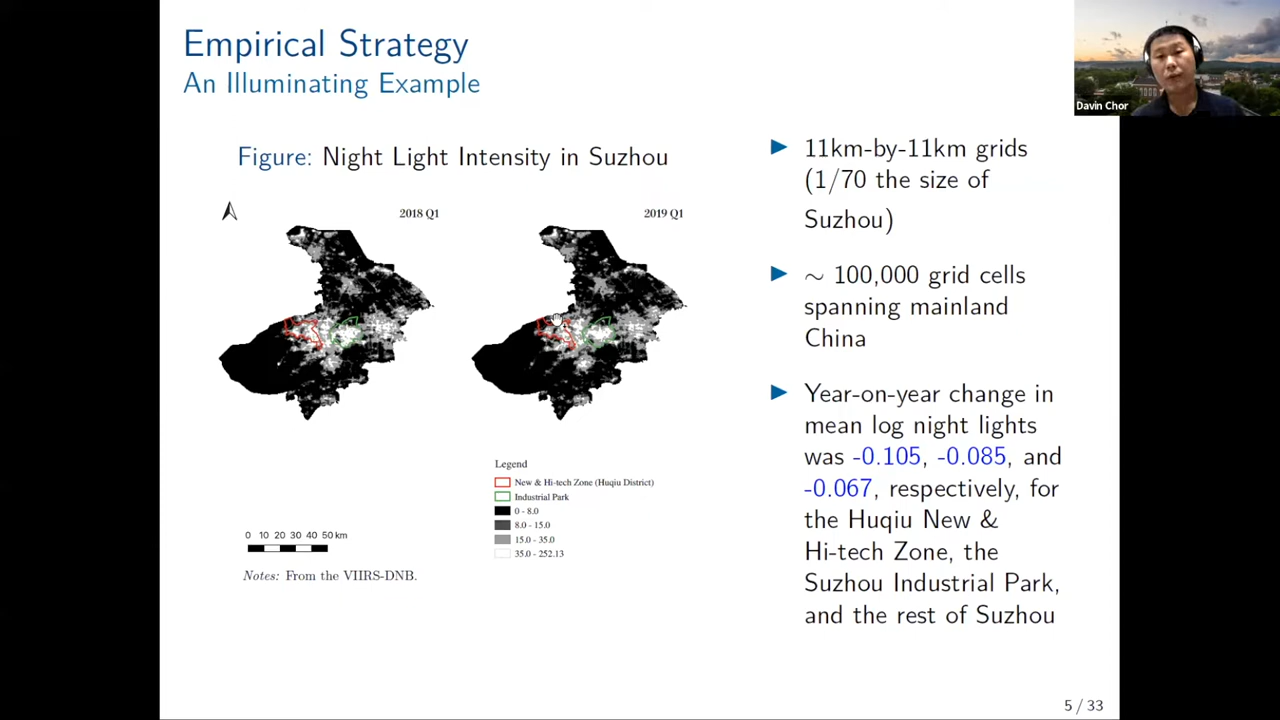 Empirical Strategy
An Illuminating Example
Davin Chor
Figure: Night Light Intensity in Suzhou
2018 Q1
2019 Q1
Legend
New & Hi-tech Zone (Huqiu District)
Industrial Park
0 - 8.0
8.0 - 15.0
15.0 - 35.0
35.0 - 252.13
0 10 20 30 40 50 km
Notes: From the VIIRS-DNB.
► 11km-by-11km grids
(1/70 the size of
Suzhou)
► ∼ 100,000 grid cells
spanning mainland
China
► Year-on-year change in
mean log night lights
was -0.105, -0.085, and
-0.067, respectively, for
the Huqiu New &
Hi-tech Zone, the
Suzhou Industrial Park,
and the rest of Suzhou
5 / 33